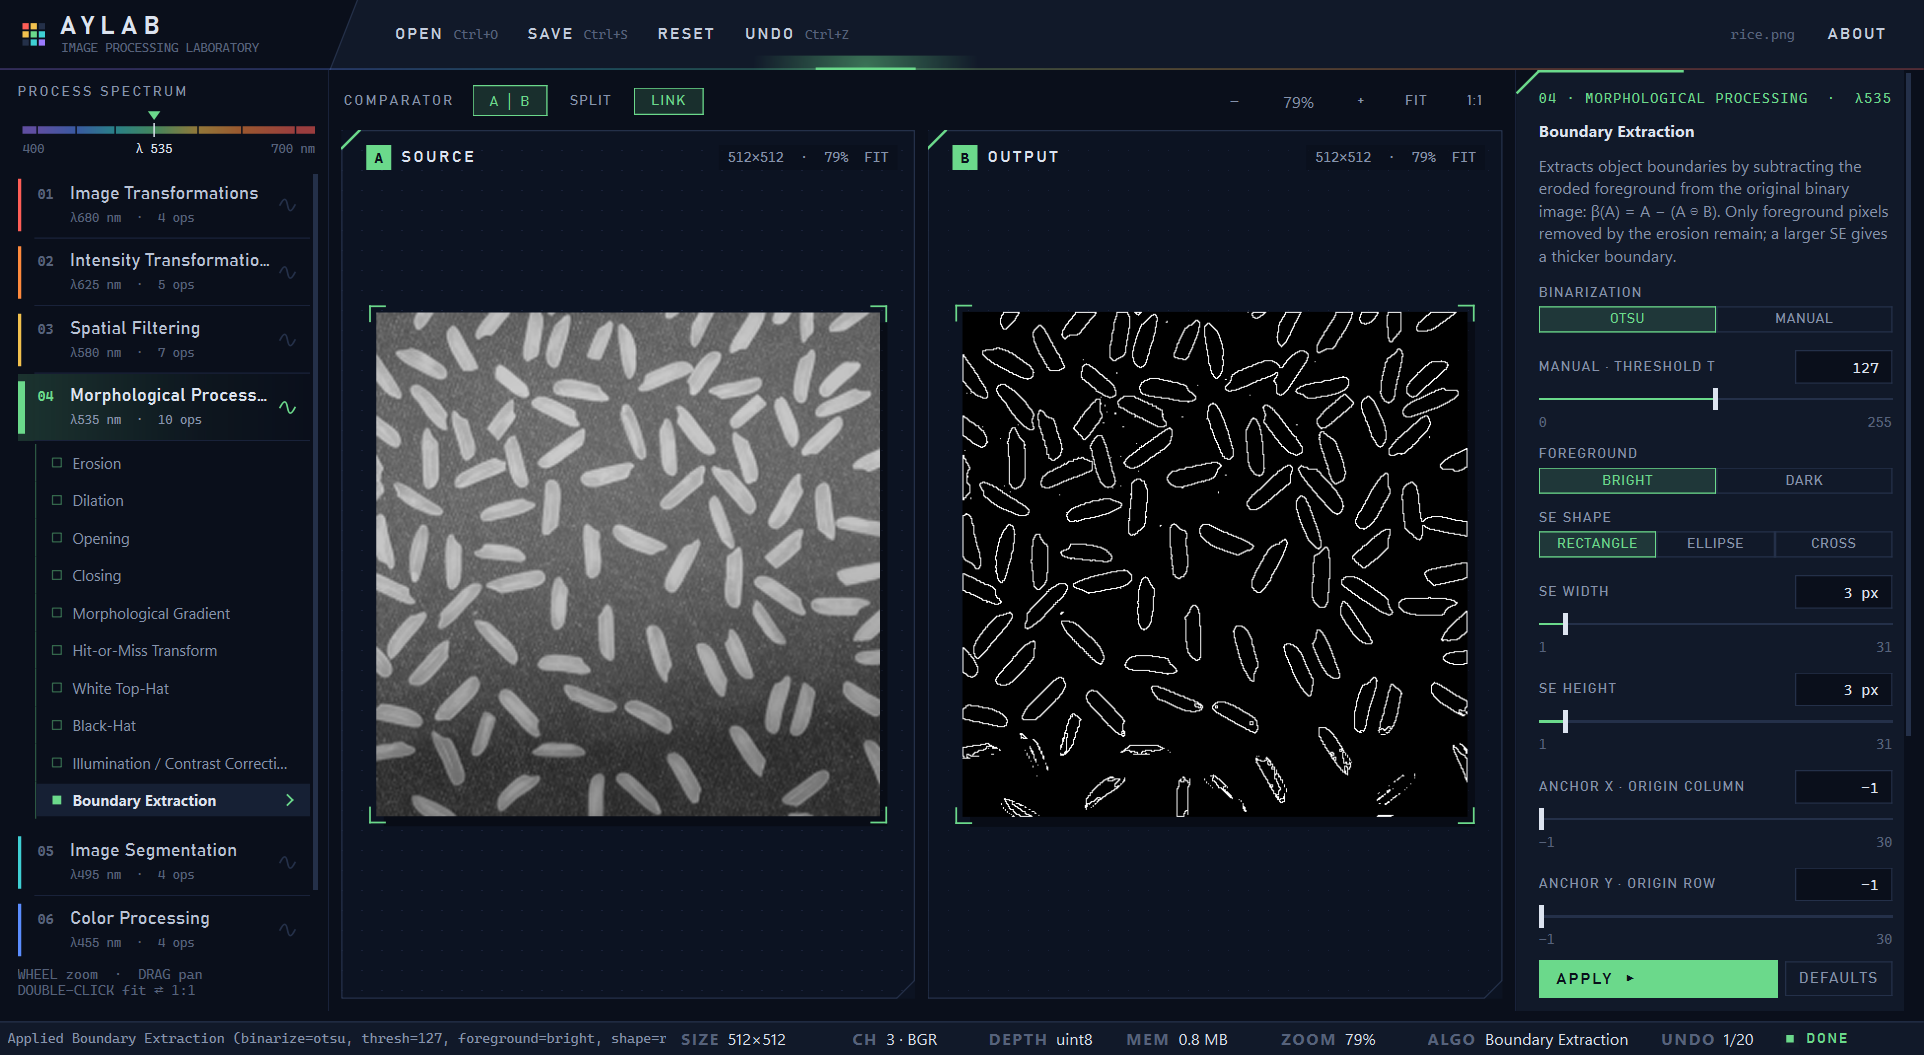 AYLAB
IMAGE PROCESSING LABORATORY
OPEN Ctrl+O SAVE Ctrl+S RESET UNDO Ctrl+Z
rice.png ABOUT
PROCESS SPECTRUM
400 λ 535 700 nm
01 Image Transformations
λ680 nm · 4 ops
02 Intensity Transformatio...
λ625 nm · 5 ops
03 Spatial Filtering
λ580 nm · 7 ops
04 Morphological Process...
λ535 nm · 10 ops
Erosion
Dilation
Opening
Closing
Morphological Gradient
Hit-or-Miss Transform
White Top-Hat
Black-Hat
Illumination / Contrast Correcti...
Boundary Extraction
05 Image Segmentation
λ495 nm · 4 ops
06 Color Processing
λ455 nm · 4 ops
WHEEL zoom · DRAG pan
DOUBLE-CLICK fit ⇄ 1:1
COMPARATOR A | B SPLIT LINK
− 79% + FIT 1:1
A SOURCE 512×512 · 79% FIT
B OUTPUT 512×512 · 79% FIT
04 · MORPHOLOGICAL PROCESSING · λ535
Boundary Extraction
Extracts object boundaries by subtracting the
eroded foreground from the original binary
image: β(A) = A − (A ⊖ B). Only foreground pixels
removed by the erosion remain; a larger SE gives
a thicker boundary.
BINARIZATION
OTSU MANUAL
MANUAL · THRESHOLD T 127
0 255
FOREGROUND
BRIGHT DARK
SE SHAPE
RECTANGLE ELLIPSE CROSS
SE WIDTH 3 px
1 31
SE HEIGHT 3 px
1 31
ANCHOR X · ORIGIN COLUMN −1
−1 30
ANCHOR Y · ORIGIN ROW −1
−1 30
APPLY ▸ DEFAULTS
Applied Boundary Extraction (binarize=otsu, thresh=127, foreground=bright, shape=r SIZE 512×512 CH 3 · BGR DEPTH uint8 MEM 0.8 MB ZOOM 79% ALGO Boundary Extraction UNDO 1/20 DONE